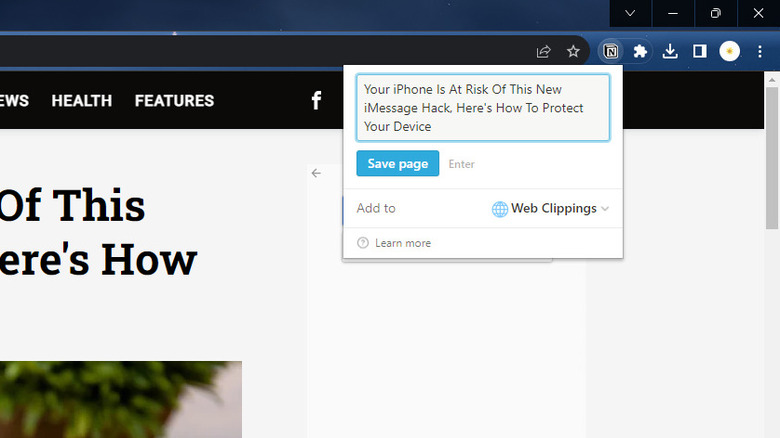 EWS HEALTH FEATURES f
Your iPhone Is At Risk Of This New
iMessage Hack, Here's How To Protect
Your Device
Save page Enter
Add to Web Clippings
? Learn more
Of This
ere's How